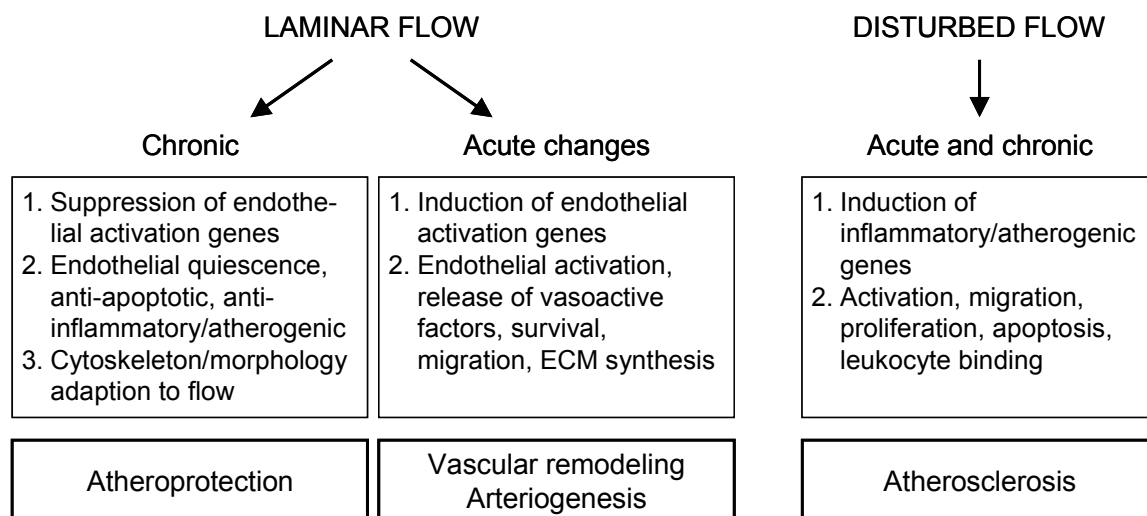 LAMINAR FLOW
DISTURBED FLOW
Chronic
Acute changes
Acute and chronic
1. Suppression of endothe-
lial activation genes
2. Endothelial quiescence,
anti-apoptotic, anti-
inflammatory/atherogenic
3. Cytoskeleton/morphology
adaption to flow
1. Induction of endothelial
activation genes
2. Endothelial activation,
release of vasoactive
factors, survival,
migration, ECM synthesis
1. Induction of
inflammatory/atherogenic
genes
2. Activation, migration,
proliferation, apoptosis,
leukocyte binding
Atheroprotection
Vascular remodeling
Arteriogenesis
Atherosclerosis